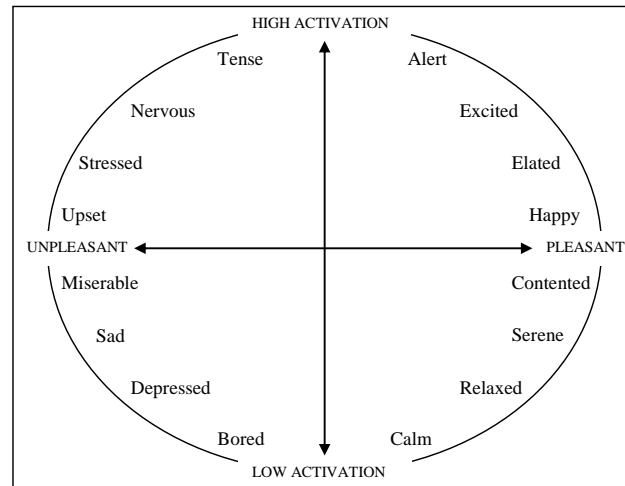 HIGH ACTIVATION
Tense Alert
Nervous Excited
Stressed Elated
Upset Happy
UNPLEASANT PLEASANT
Miserable Contented
Sad Serene
Depressed Relaxed
Bored Calm
LOW ACTIVATION